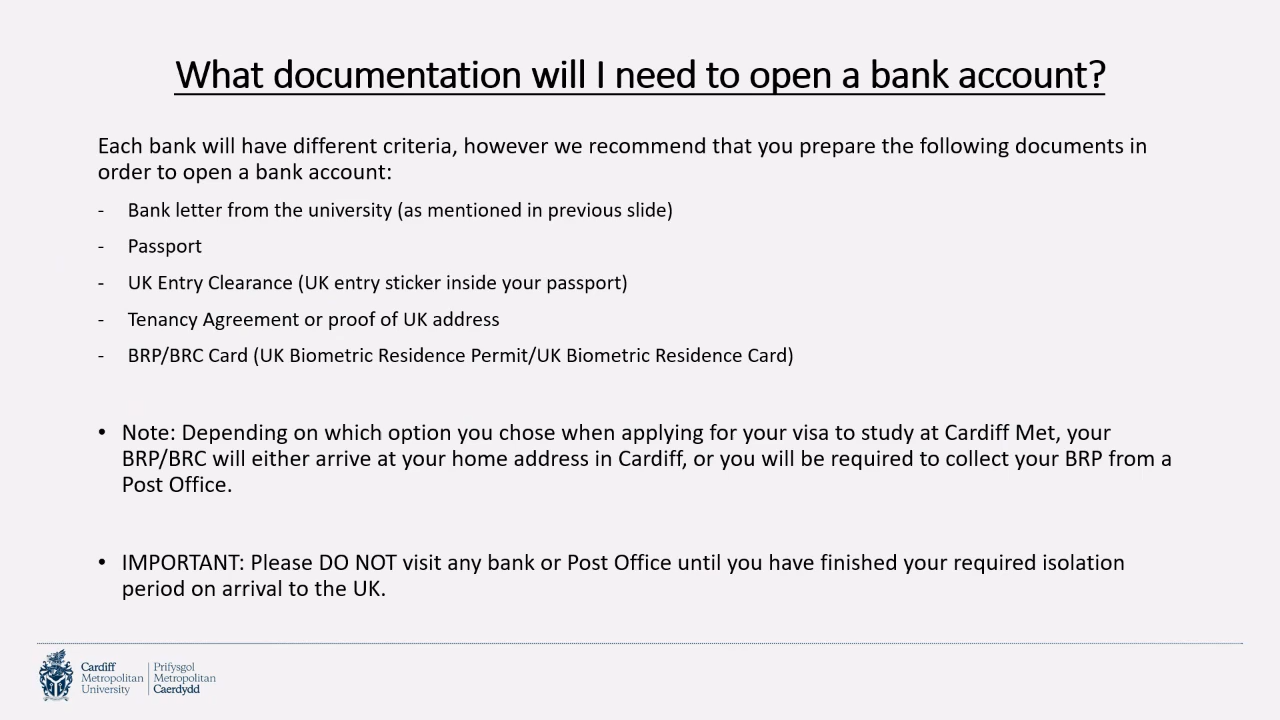 What documentation will I need to open a bank account?
Each bank will have different criteria, however we recommend that you prepare the following documents in
order to open a bank account:
- Bank letter from the university (as mentioned in previous slide)
- Passport
- UK Entry Clearance (UK entry sticker inside your passport)
- Tenancy Agreement or proof of UK address
- BRP/BRC Card (UK Biometric Residence Permit/UK Biometric Residence Card)
• Note: Depending on which option you chose when applying for your visa to study at Cardiff Met, your
BRP/BRC will either arrive at your home address in Cardiff, or you will be required to collect your BRP from a
Post Office.
• IMPORTANT: Please DO NOT visit any bank or Post Office until you have finished your required isolation
period on arrival to the UK.
Cardiff
Metropolitan
University
Prifysgol
Metropolitan
Caerdydd